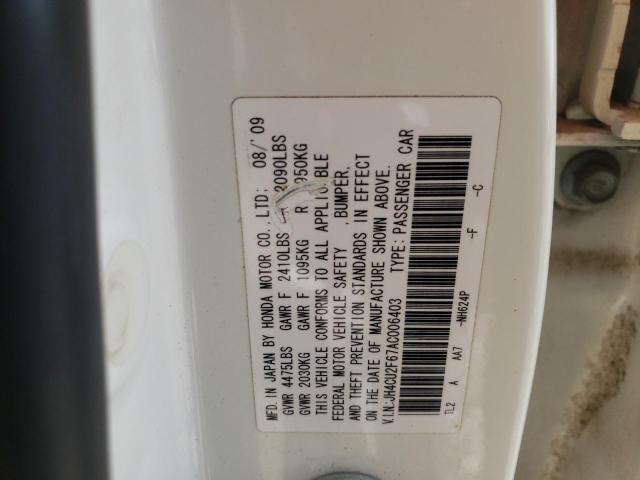 MFD. IN JAPAN BY HONDA MOTOR CO., LTD: 08/'09
GVWR 4475LBS GAWR F 2410LBS 2090LBS
GVWR 2030KG GAWR F 1095KG R 950KG
THIS VEHICLE CONFORMS TO ALL APPLICABLE
FEDERAL MOTOR VEHICLE SAFETY , BUMPER,
AND THEFT PREVENTION STANDARDS IN EFFECT
ON THE DATE OF MANUFACTURE SHOWN ABOVE.
V.I.N.:JH4CU2F67AC006403 TYPE: PASSENGER CAR
TL2 A AA7 -NH624P -F -C